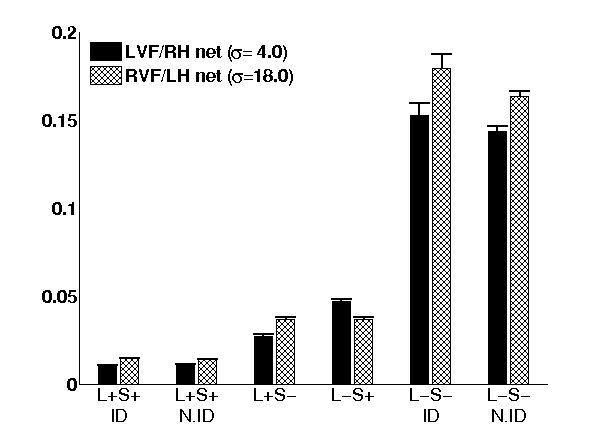 0.2
LVF/RH net (σ= 4.0)
RVF/LH net (σ=18.0)
0.15
0.1
0.05
0
L+S+ L+S+ L+S− L−S+ L−S− L−S−
ID N.ID ID N.ID